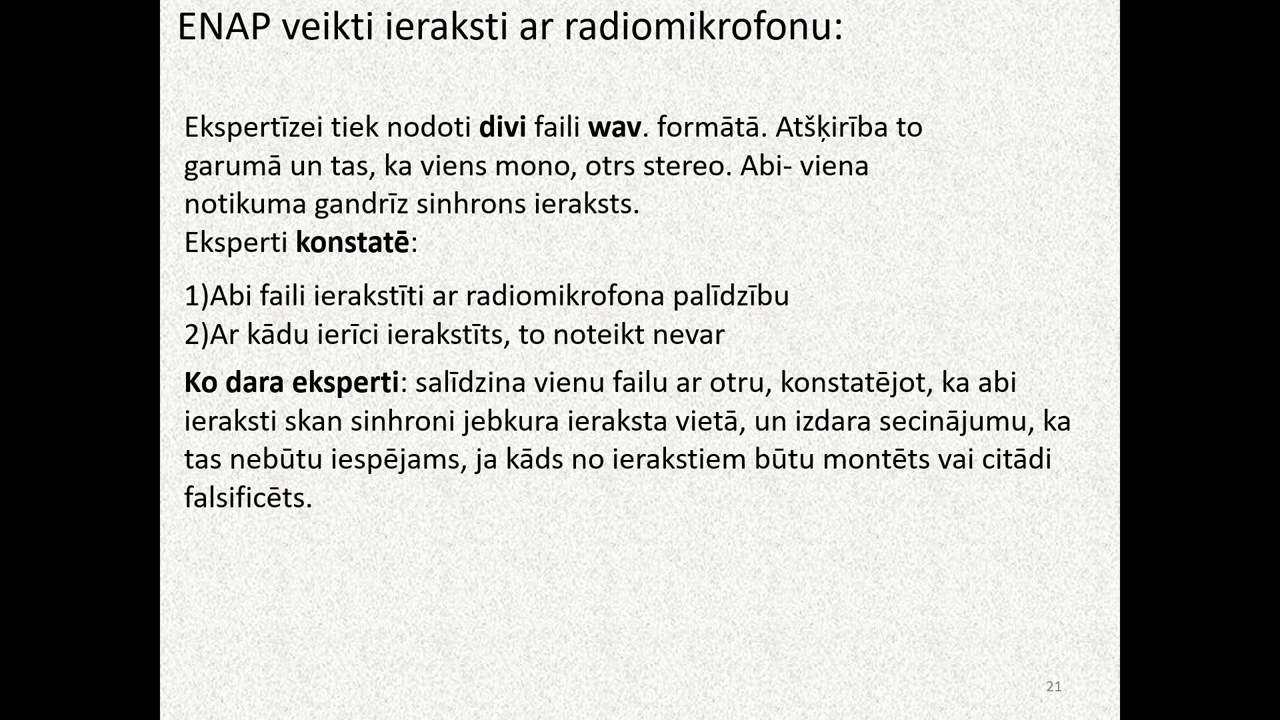 ENAP veikti ieraksti ar radiomikrofonu:
Ekspertīzei tiek nodoti divi faili wav. formātā. Atšķirība to
garumā un tas, ka viens mono, otrs stereo. Abi- viena
notikuma gandrīz sinhrons ieraksts.
Eksperti konstatē:
1)Abi faili ierakstīti ar radiomikrofona palīdzību
2)Ar kādu ierīci ierakstīts, to noteikt nevar
Ko dara eksperti: salīdzina vienu failu ar otru, konstatējot, ka abi
ieraksti skan sinhroni jebkura ieraksta vietā, un izdara secinājumu, ka
tas nebūtu iespējams, ja kāds no ierakstiem būtu montēts vai citādi
falsificēts.
21